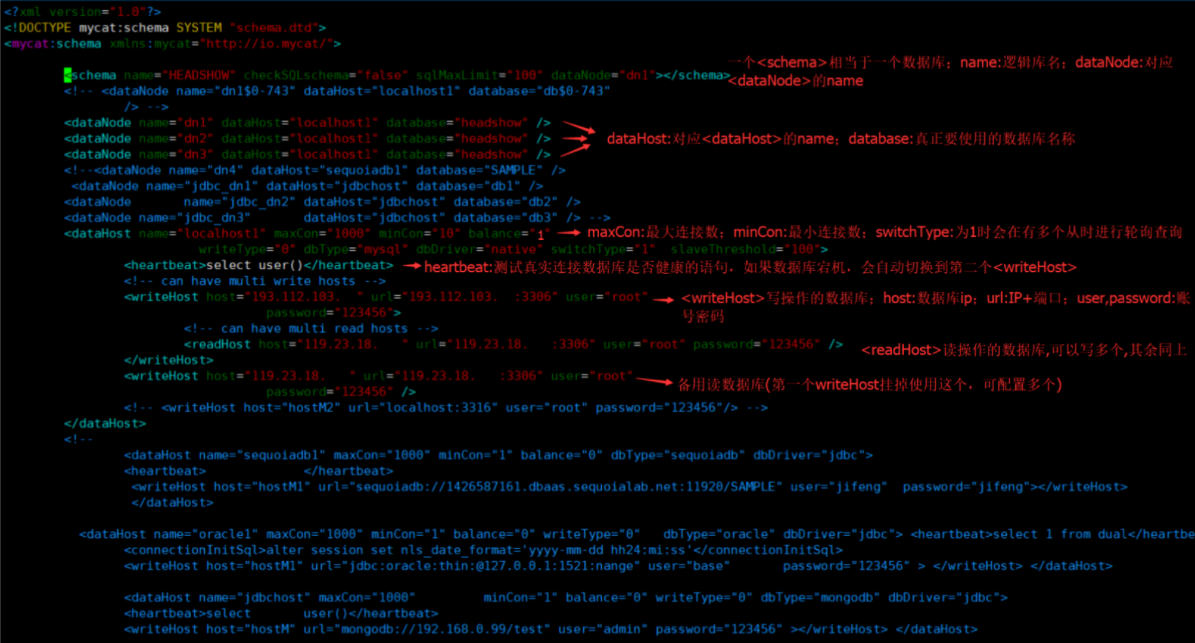 <?xml version="1.0"?>
<!DOCTYPE mycat:schema SYSTEM "schema.dtd">
<mycat:schema xmlns:mycat="http://io.mycat/">
<schema name="HEADSHOW" checkSQLschema="false" sqlMaxLimit="100" dataNode="dn1"></schema>
一个<schema>相当于一个数据库；name:逻辑库名；dataNode:对应
<dataNode>的name
<!-- <dataNode name="dn1$0-743" dataHost="localhost1" database="db$0-743"
/> -->
<dataNode name="dn1" dataHost="localhost1" database="headshow" />
<dataNode name="dn2" dataHost="localhost1" database="headshow" />
dataHost:对应<dataHost>的name；database:真正要使用的数据库名称
<dataNode name="dn3" dataHost="localhost1" database="headshow" />
<!--<dataNode name="dn4" dataHost="sequoiadb1" database="SAMPLE" />
<dataNode name="jdbc_dn1" dataHost="jdbchost" database="db1" />
<dataNode name="jdbc_dn2" dataHost="jdbchost" database="db2" />
<dataNode name="jdbc_dn3" dataHost="jdbchost" database="db3" /> -->
<dataHost name="localhost1" maxCon="1000" minCon="10" balance="1"
maxCon:最大连接数；minCon:最小连接数；switchType:为1时会在有多个从时进行轮询查询
writeType="0" dbType="mysql" dbDriver="native" switchType="1" slaveThreshold="100">
<heartbeat>select user()</heartbeat>
heartbeat:测试真实连接数据库是否健康的语句，如果数据库宕机，会自动切换到第二个<writeHost>
<!-- can have multi write hosts -->
<writeHost host="193.112.103. " url="193.112.103. :3306" user="root"
password="123456">
<writeHost>写操作的数据库；host:数据库ip；url:IP+端口；user,password:账
号密码
<!-- can have multi read hosts -->
<readHost host="119.23.18. " url="119.23.18. :3306" user="root" password="123456" />
<readHost>读操作的数据库,可以写多个,其余同上
</writeHost>
<writeHost host="119.23.18. " url="119.23.18. :3306" user="root"
password="123456" />
备用读数据库(第一个writeHost挂掉使用这个，可配置多个)
<!-- <writeHost host="hostM2" url="localhost:3316" user="root" password="123456"/> -->
</dataHost>
<!--
<dataHost name="sequoiadb1" maxCon="1000" minCon="1" balance="0" dbType="sequoiadb" dbDriver="jdbc">
<heartbeat> </heartbeat>
<writeHost host="hostM1" url="sequoiadb://1426587161.dbaas.sequoialab.net:11920/SAMPLE" user="jifeng" password="jifeng"></writeHost>
</dataHost>
<dataHost name="oracle1" maxCon="1000" minCon="1" balance="0" writeType="0" dbType="oracle" dbDriver="jdbc"> <heartbeat>select 1 from dual</heartbe
<connectionInitSql>alter session set nls_date_format='yyyy-mm-dd hh24:mi:ss'</connectionInitSql>
<writeHost host="hostM1" url="jdbc:oracle:thin:@127.0.0.1:1521:nange" user="base" password="123456" > </writeHost> </dataHost>
<dataHost name="jdbchost" maxCon="1000" minCon="1" balance="0" writeType="0" dbType="mongodb" dbDriver="jdbc">
<heartbeat>select user()</heartbeat>
<writeHost host="hostM" url="mongodb://192.168.0.99/test" user="admin" password="123456" ></writeHost> </dataHost>